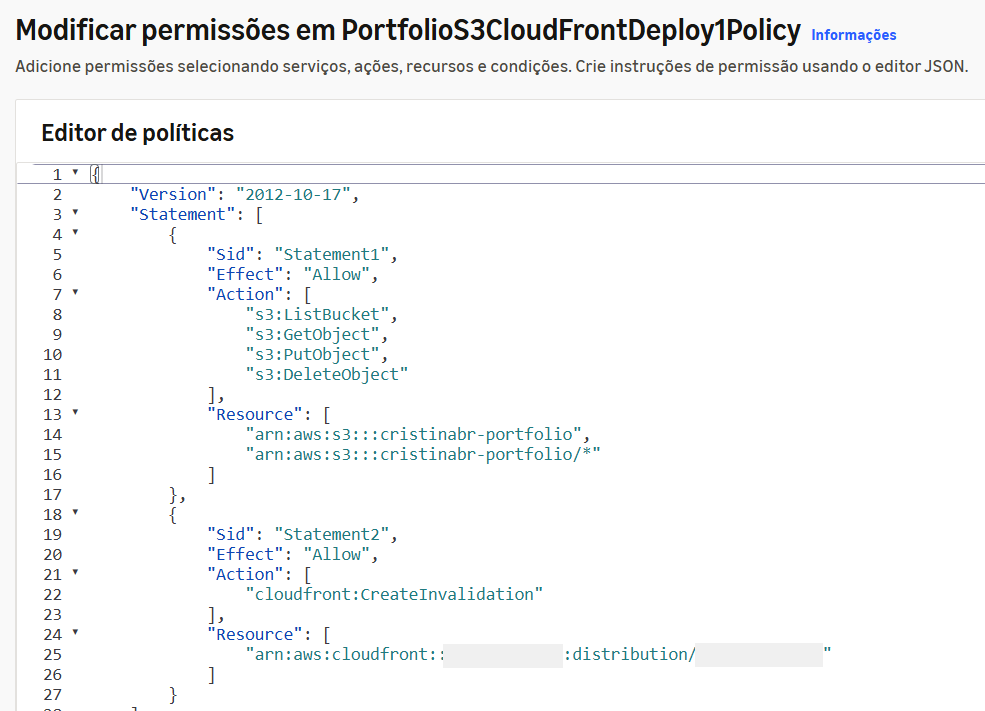 Modificar permissões em PortfolioS3CloudFrontDeploy1Policy Informações
Adicione permissões selecionando serviços, ações, recursos e condições. Crie instruções de permissão usando o editor JSON.
Editor de políticas
1 {
2 "Version": "2012-10-17",
3 "Statement": [
4 {
5 "Sid": "Statement1",
6 "Effect": "Allow",
7 "Action": [
8 "s3:ListBucket",
9 "s3:GetObject",
10 "s3:PutObject",
11 "s3:DeleteObject"
12 ],
13 "Resource": [
14 "arn:aws:s3:::cristinabr-portfolio",
15 "arn:aws:s3:::cristinabr-portfolio/*"
16 ]
17 },
18 {
19 "Sid": "Statement2",
20 "Effect": "Allow",
21 "Action": [
22 "cloudfront:CreateInvalidation"
23 ],
24 "Resource": [
25 "arn:aws:cloudfront:: :distribution/ "
26 ]
27 }